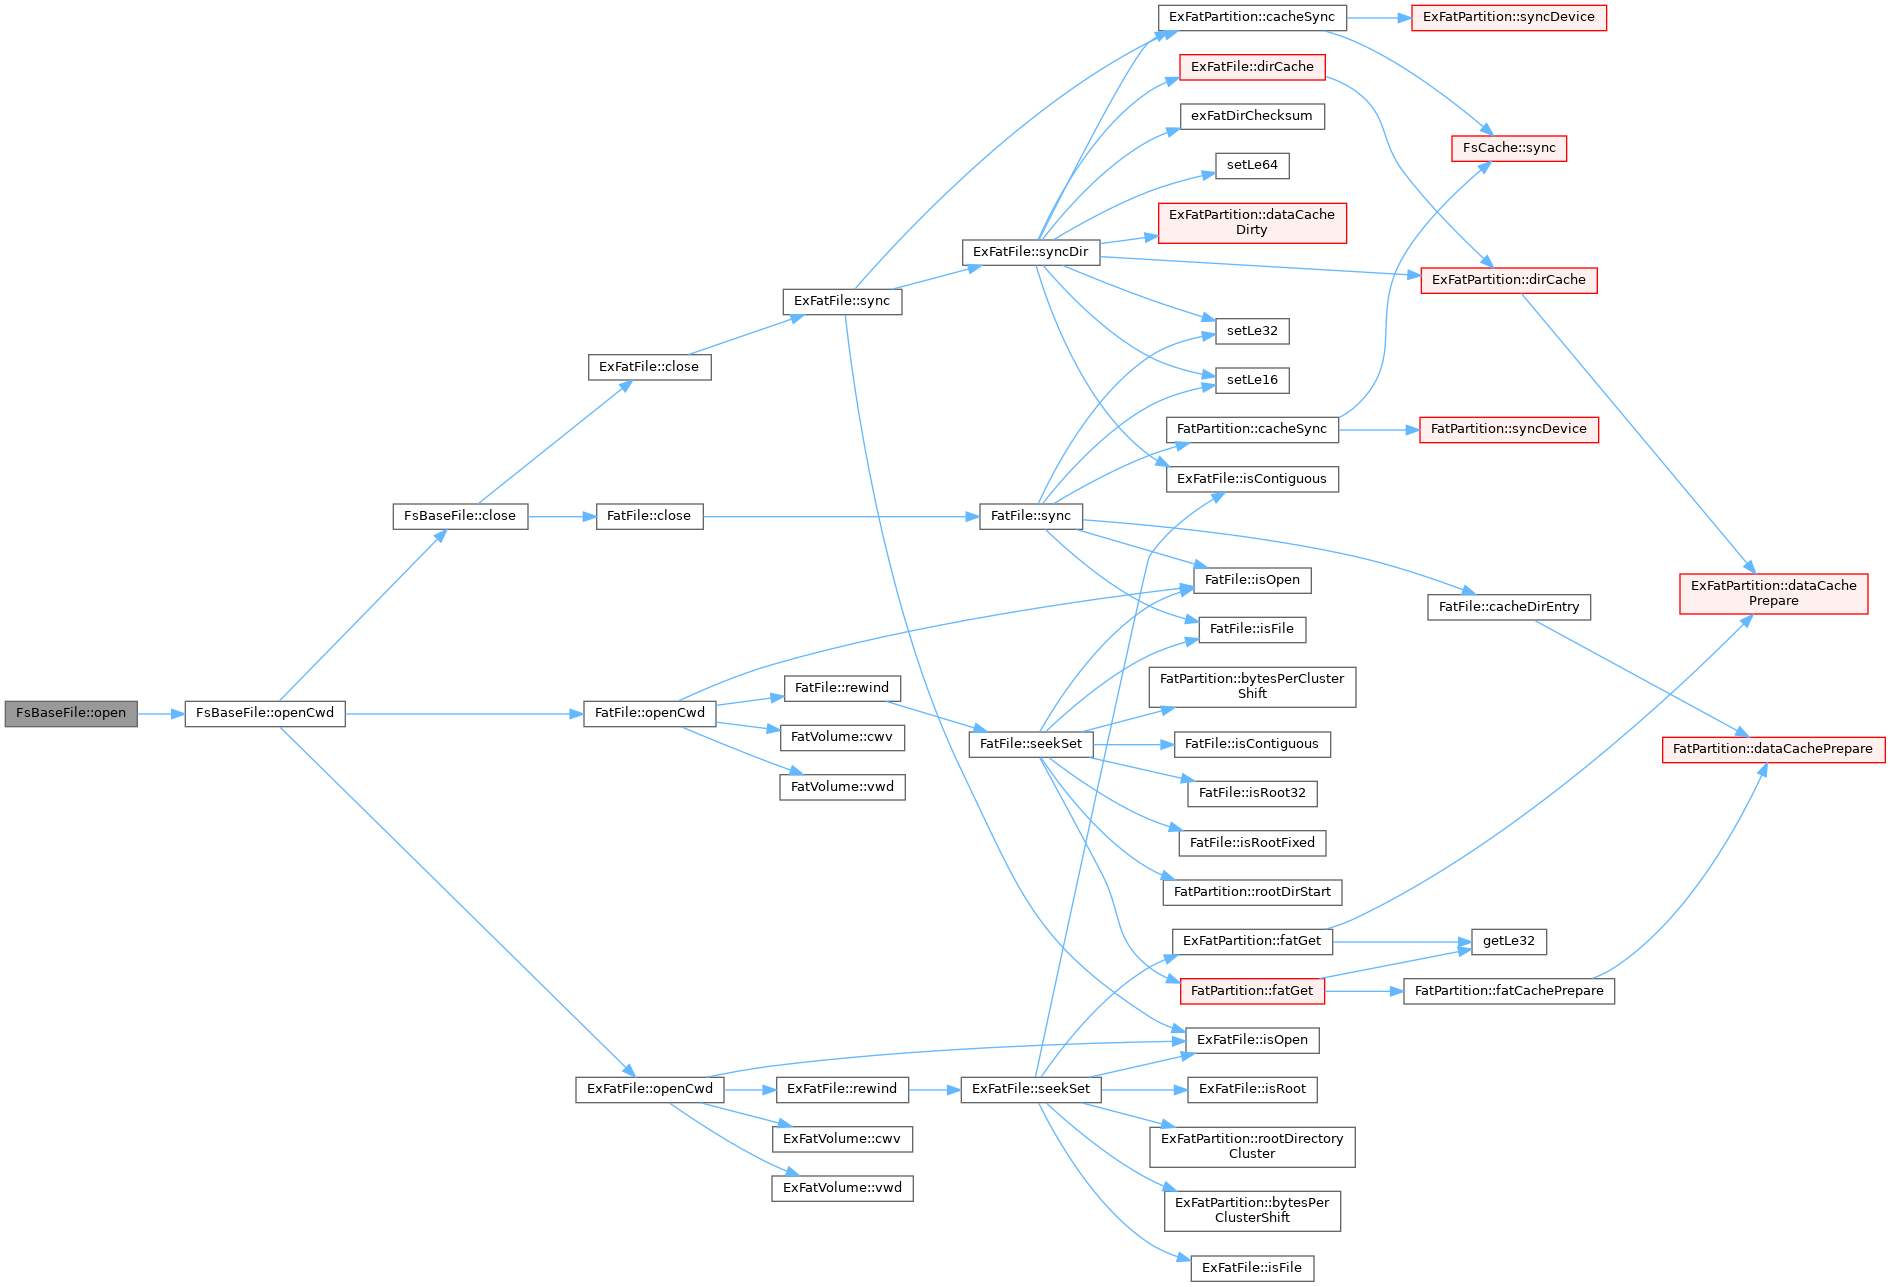 ExFatPartition::cacheSync
ExFatPartition::syncDevice
ExFatFile::dirCache
exFatDirChecksum
FsCache::sync
setLe64
ExFatPartition::dataCache
Dirty
ExFatFile::syncDir
ExFatPartition::dirCache
ExFatFile::sync
setLe32
ExFatFile::close
setLe16
FatPartition::cacheSync
FatPartition::syncDevice
ExFatFile::isContiguous
FsBaseFile::close
FatFile::close
FatFile::sync
FatFile::isOpen
ExFatPartition::dataCache
Prepare
FatFile::cacheDirEntry
FatFile::isFile
FatPartition::bytesPerCluster
Shift
FatFile::rewind
FsBaseFile::open
FsBaseFile::openCwd
FatFile::openCwd
FatVolume::cwv
FatFile::seekSet
FatFile::isContiguous
FatPartition::dataCachePrepare
FatVolume::vwd
FatFile::isRoot32
FatFile::isRootFixed
FatPartition::rootDirStart
ExFatPartition::fatGet
getLe32
FatPartition::fatGet
FatPartition::fatCachePrepare
ExFatFile::isOpen
ExFatFile::openCwd
ExFatFile::rewind
ExFatFile::seekSet
ExFatFile::isRoot
ExFatVolume::cwv
ExFatPartition::rootDirectory
Cluster
ExFatVolume::vwd
ExFatPartition::bytesPer
ClusterShift
ExFatFile::isFile